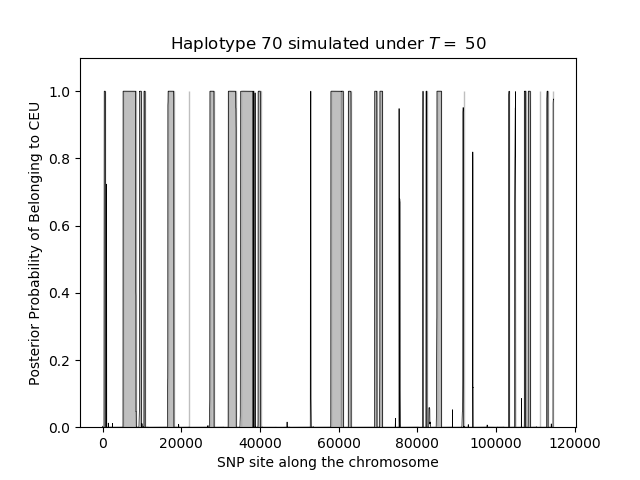 Haplotype 70 simulated under T = 50
Posterior Probability of Belonging to CEU
1.0
0.8
0.6
0.4
0.2
0.0
0 20000 40000 60000 80000 100000 120000
SNP site along the chromosome